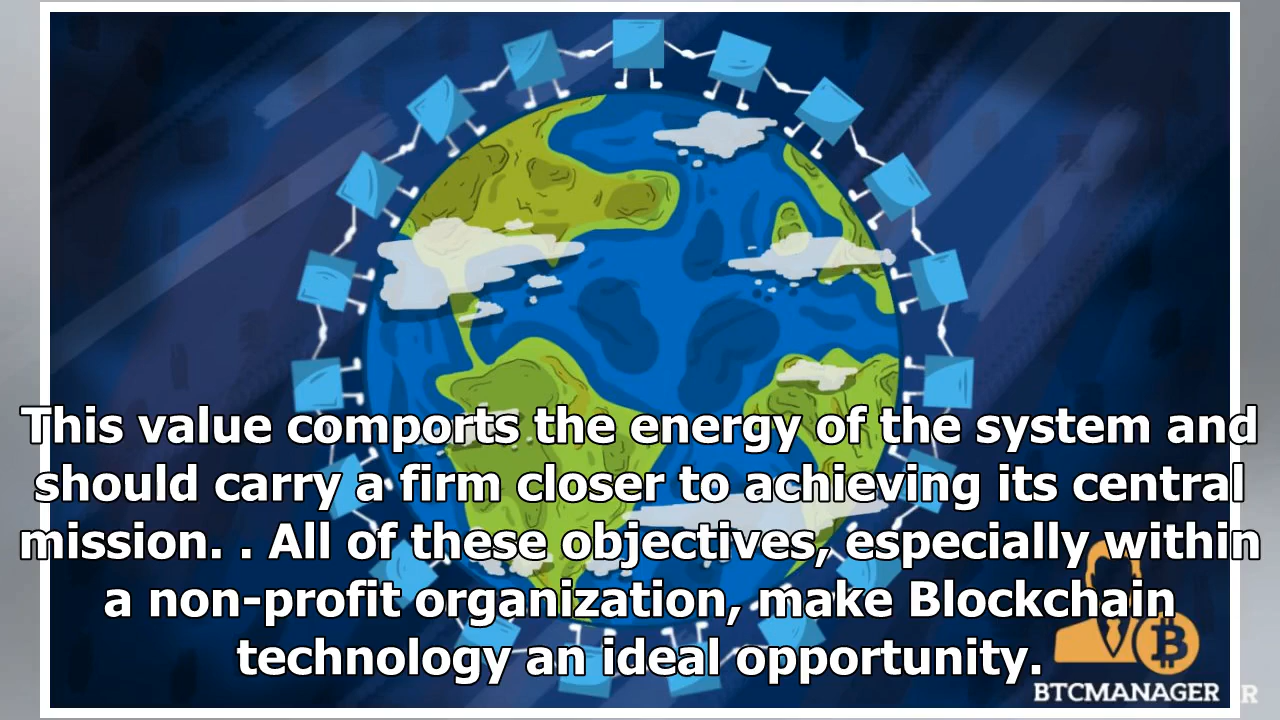 This value comports the energy of the system and
should carry a firm closer to achieving its central
mission. . All of these objectives, especially within
a non-profit organization, make Blockchain
technology an ideal opportunity.
BTCMANAGER
R